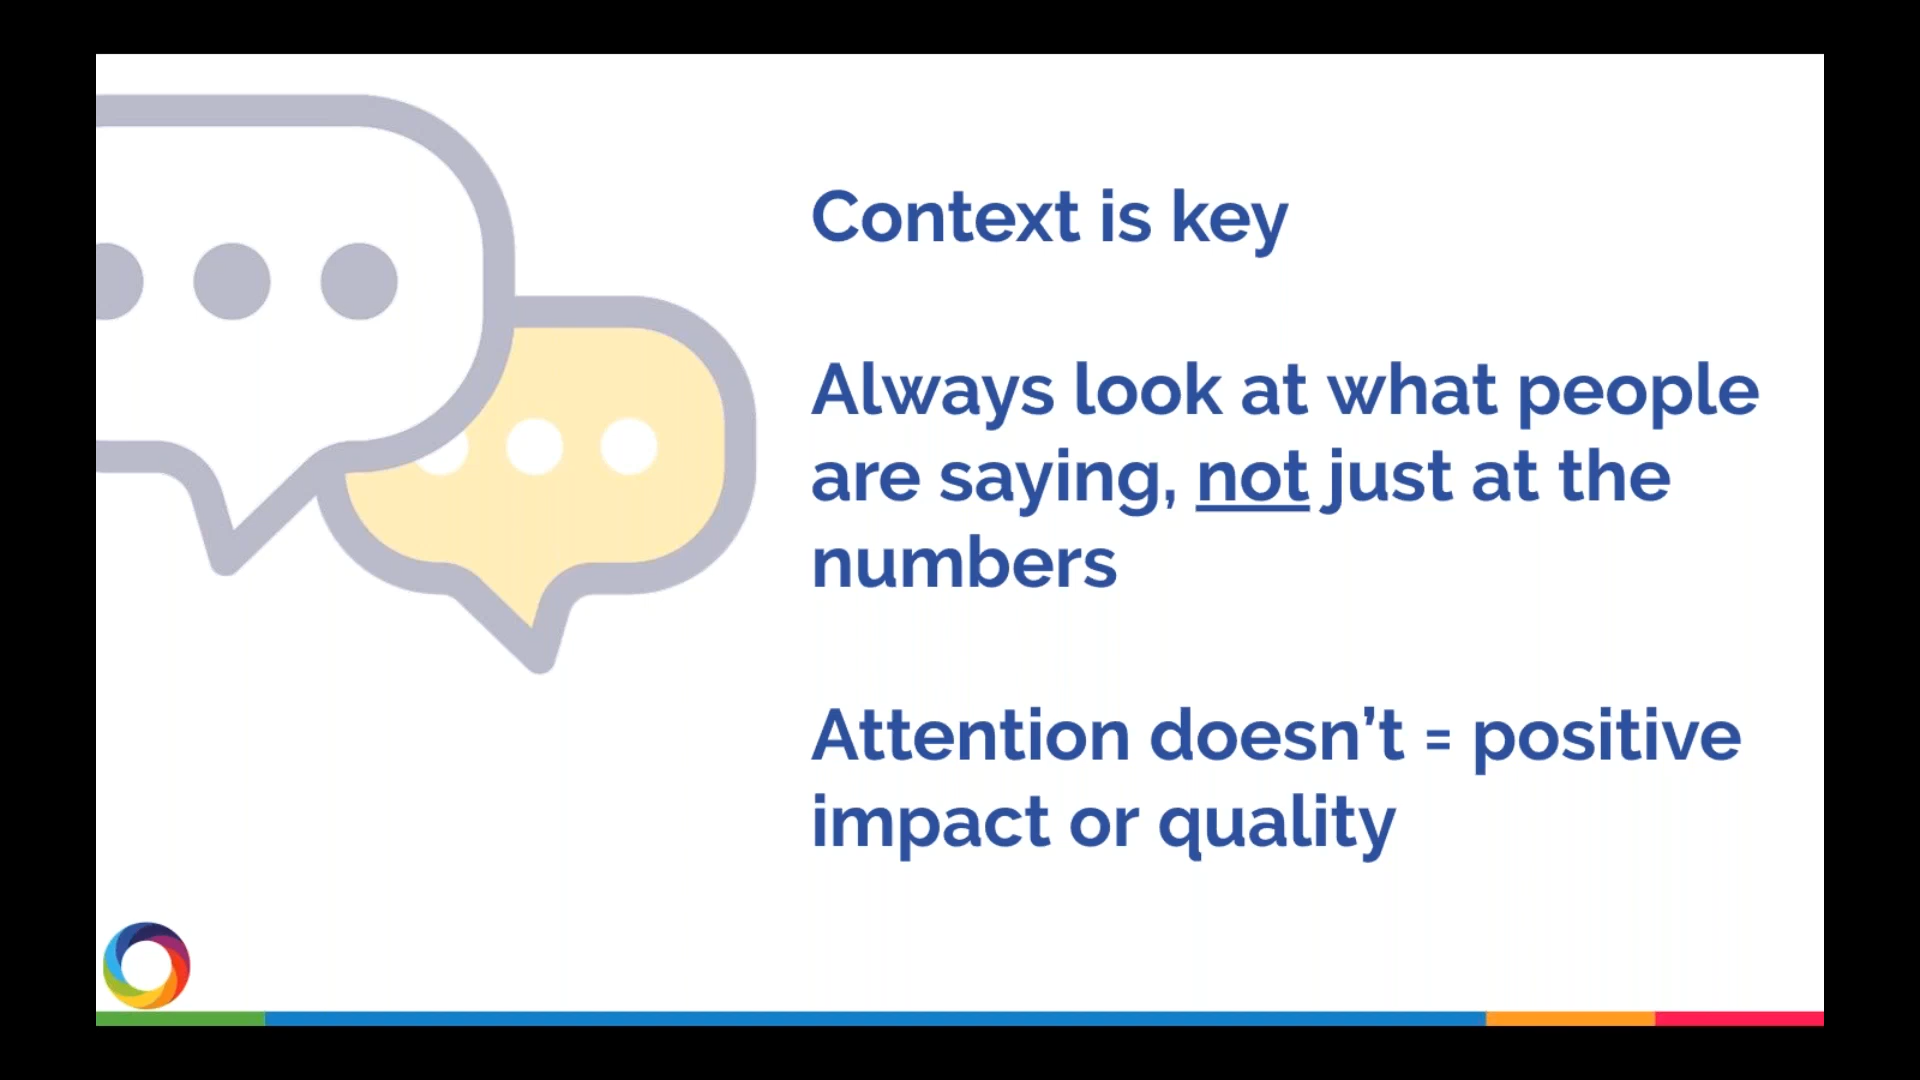 Context is key
Always look at what people
are saying, not just at the
numbers
Attention doesn’t = positive
impact or quality